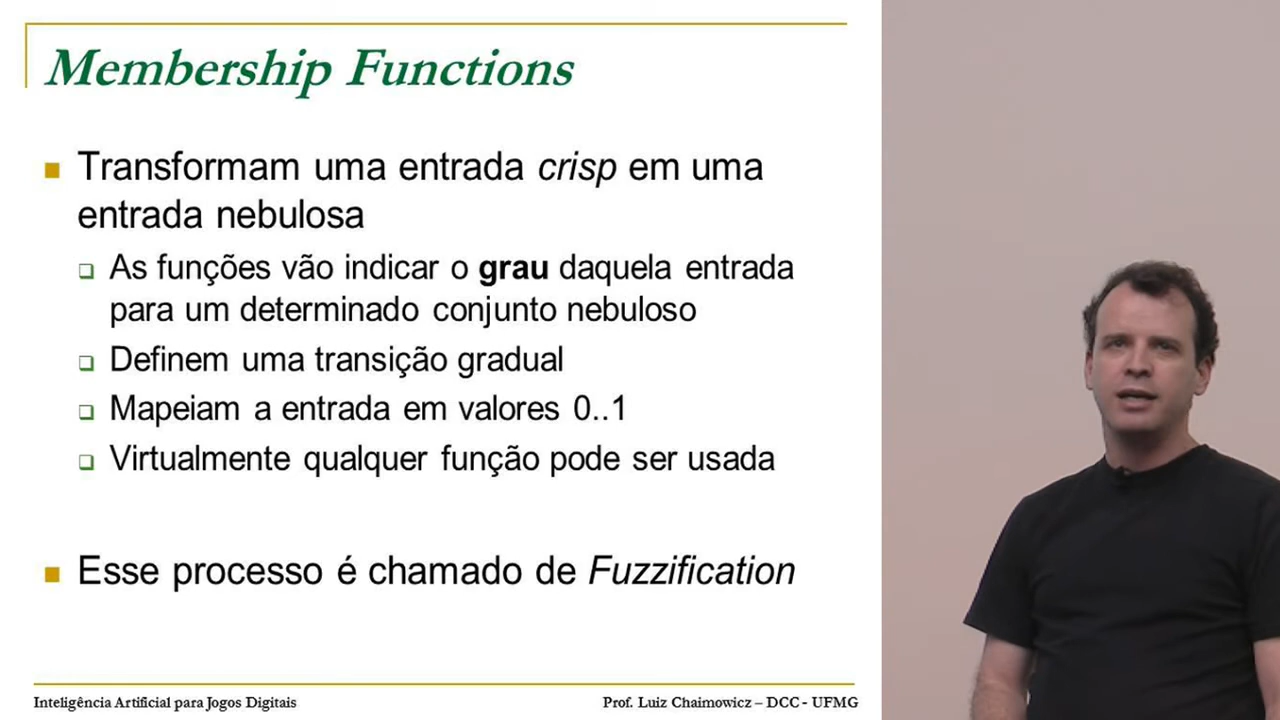 Membership Functions
Transformam uma entrada crisp em uma
entrada nebulosa
As funções vão indicar o grau daquela entrada
para um determinado conjunto nebuloso
Definem uma transição gradual
Mapeiam a entrada em valores 0..1
Virtualmente qualquer função pode ser usada
Esse processo é chamado de Fuzzification
Inteligência Artificial para Jogos Digitais
Prof. Luiz Chaimowicz – DCC - UFMG